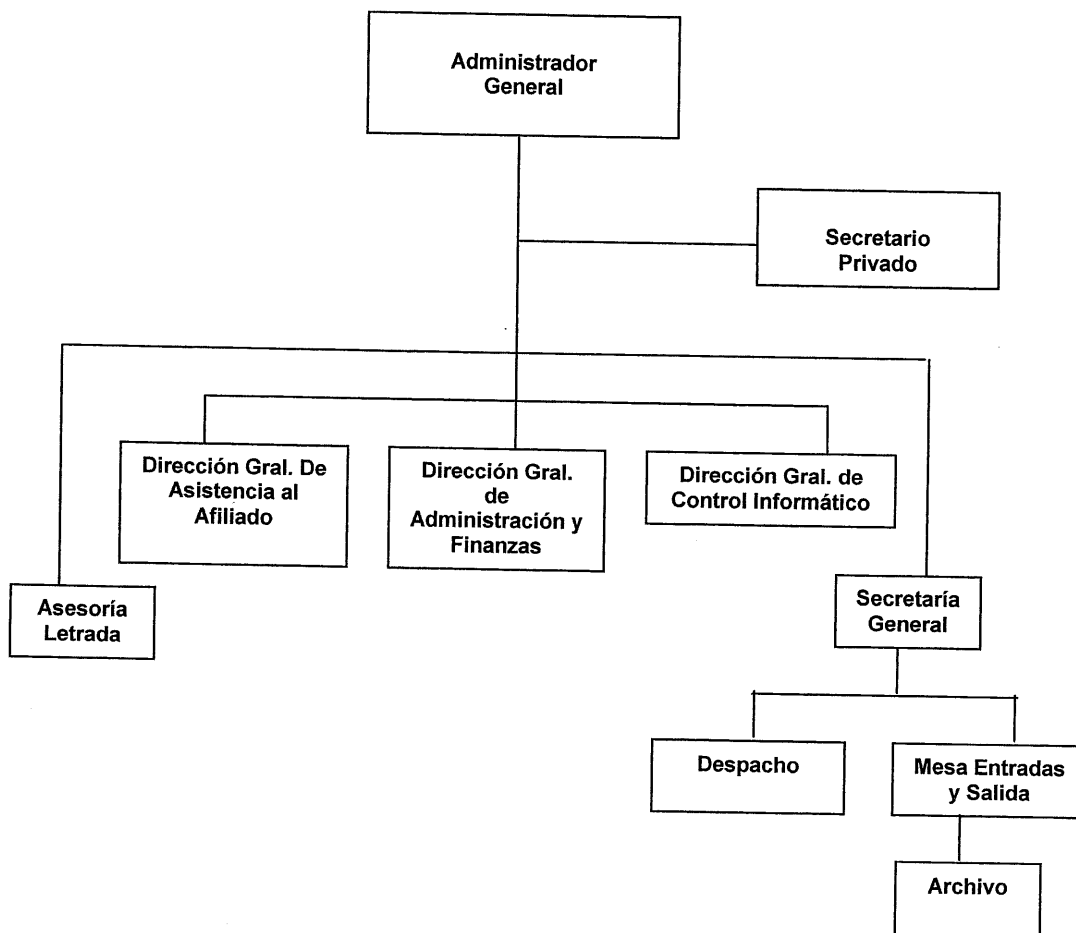 Administrador
General
Secretario
Privado
Dirección Gral. De
Asistencia al
Afiliado
Dirección Gral.
de
Administración y
Finanzas
Dirección Gral. de
Control Informático
Asesoría
Letrada
Secretaría
General
Despacho
Mesa Entradas
y Salida
Archivo